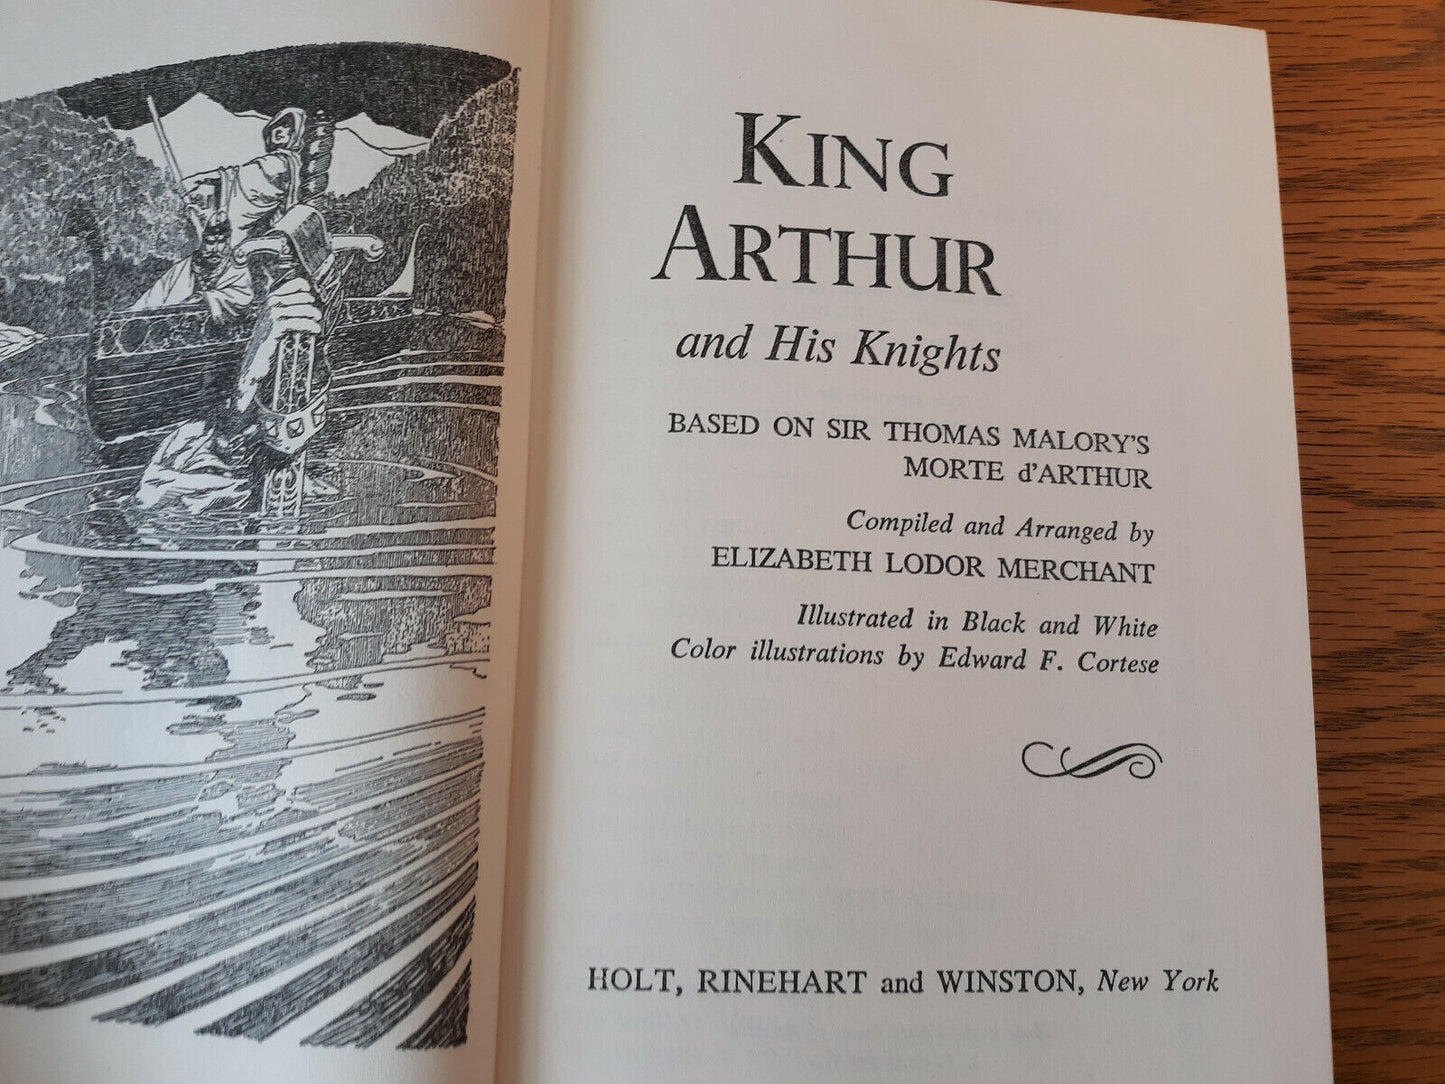 KING
ARTHUR
and His Knights
BASED ON SIR THOMAS MALORY'S
MORTE d'ARTHUR
Compiled and Arranged by
ELIZABETH LODOR MERCHANT
Illustrated in Black and White
Color illustrations by Edward F. Cortese
HOLT, RINEHART and WINSTON, New York